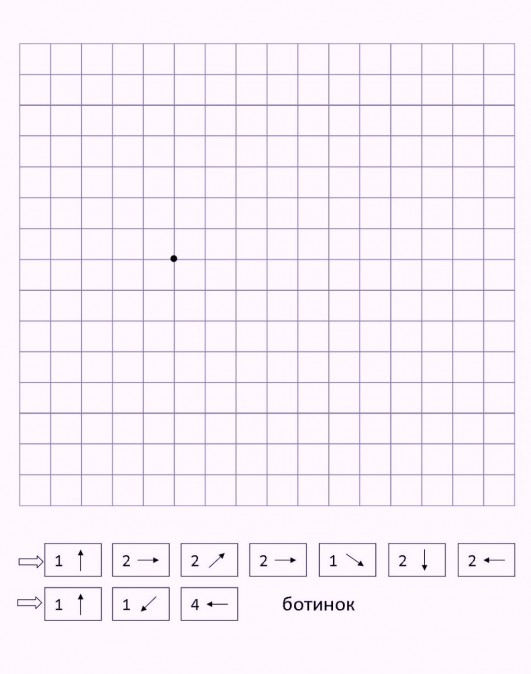 1 ↑ 2 → 2 ↗ 2 → 1 ↘ 2 ↓ 2 ←
1 ↑ 1 ↙ 4 ← ботинок